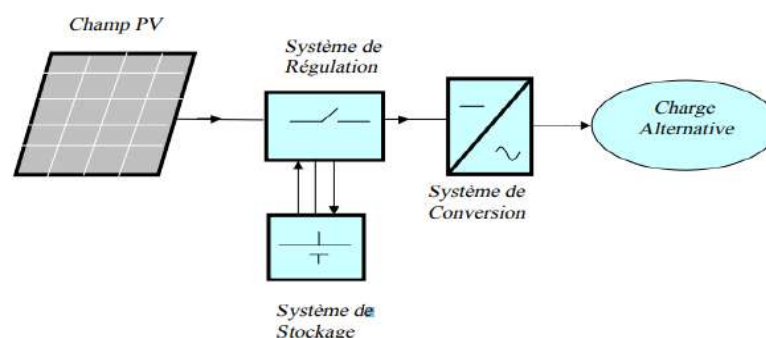 Champ PV
Système de
Régulation
Charge
Alternative
Système de
Conversion
Système de
Stockage